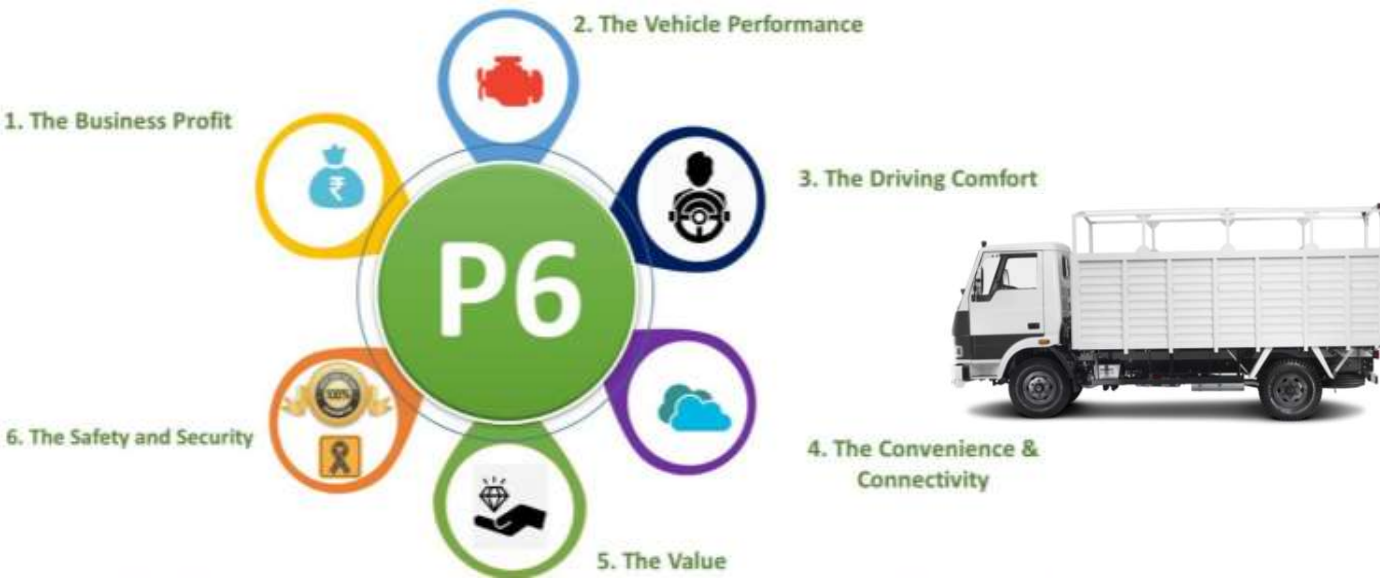 2. The Vehicle Performance
1. The Business Profit
₹
3. The Driving Comfort
P6
100%
6. The Safety and Security
4. The Convenience &
Connectivity
5. The Value